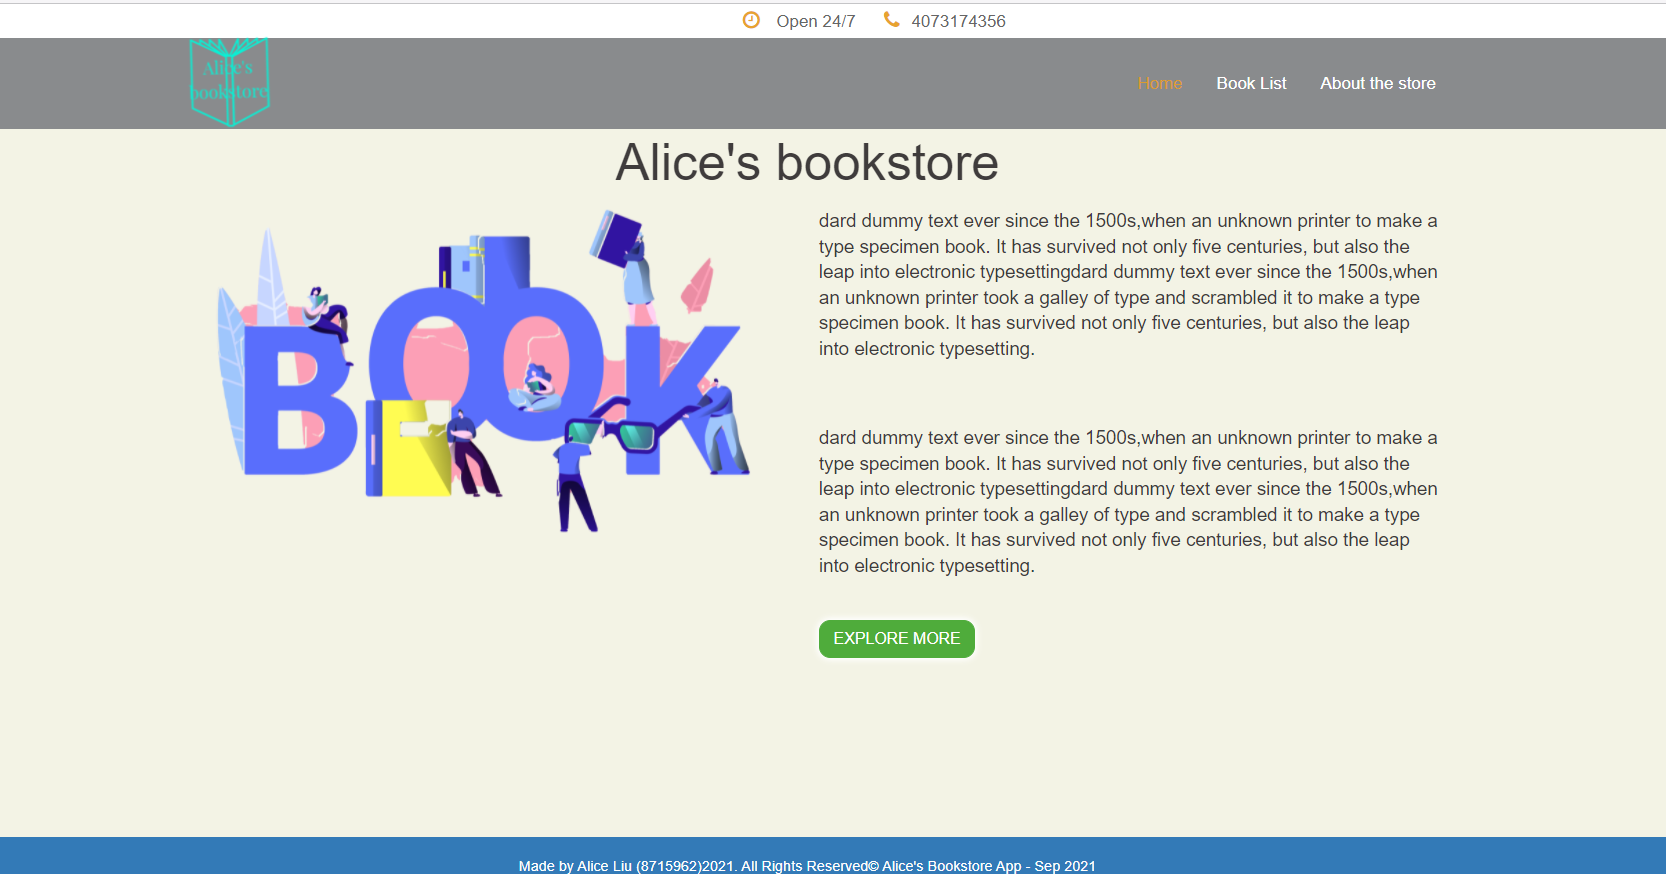 Open 24/7 4073174356
Alice's
bookstore
Home Book List About the store
Alice's bookstore
BOOK
dard dummy text ever since the 1500s,when an unknown printer to make a
type specimen book. It has survived not only five centuries, but also the
leap into electronic typesettingdard dummy text ever since the 1500s,when
an unknown printer took a galley of type and scrambled it to make a type
specimen book. It has survived not only five centuries, but also the leap
into electronic typesetting.
dard dummy text ever since the 1500s,when an unknown printer to make a
type specimen book. It has survived not only five centuries, but also the
leap into electronic typesettingdard dummy text ever since the 1500s,when
an unknown printer took a galley of type and scrambled it to make a type
specimen book. It has survived not only five centuries, but also the leap
into electronic typesetting.
EXPLORE MORE
Made by Alice Liu (8715962)2021. All Rights Reserved© Alice's Bookstore App - Sep 2021